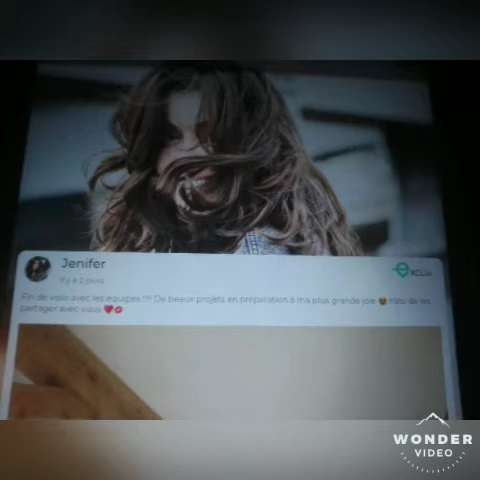 Jenifer
Il y a 2 jours
EXCLU
Fin de visio avec les équipes !!! De beaux projets en préparation à ma plus grande joie 😍 hâte de les
partager avec vous ❤️💋
WONDER
VIDEO